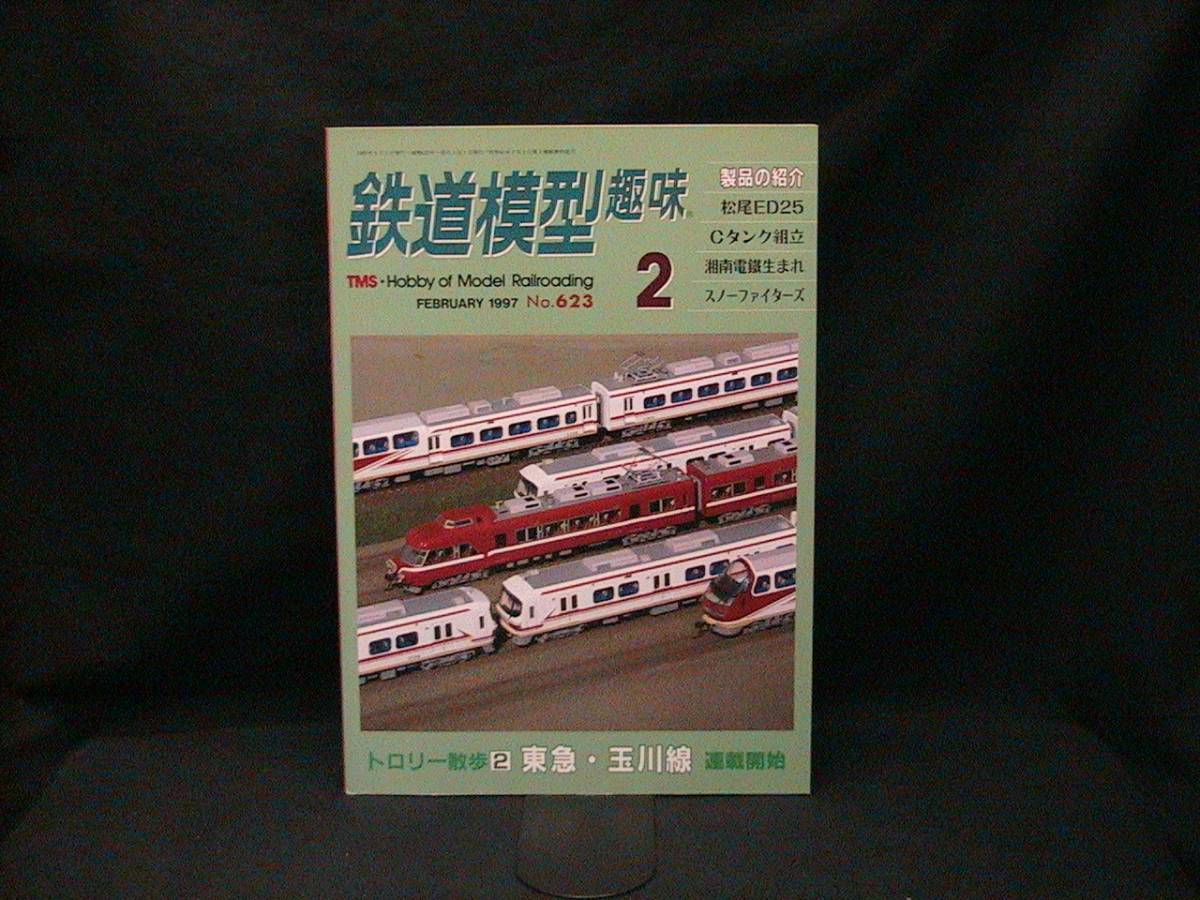 鉄道模型趣味
TMS・Hobby of Model Railroading
FEBRUARY 1997 No.623
2
製品の紹介
松尾ED25
Cタンク組立
湘南電鐵生まれ
スノーファイターズ
トロリー散歩2 東急・玉川線 連載開始